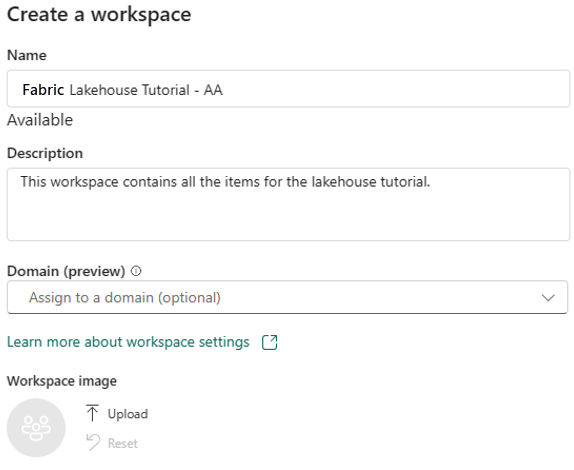 Create a workspace
Name
Fabric Lakehouse Tutorial - AA
Available
Description
This workspace contains all the items for the lakehouse tutorial.
Domain (preview)
Assign to a domain (optional)
Learn more about workspace settings
Workspace image
Upload
Reset